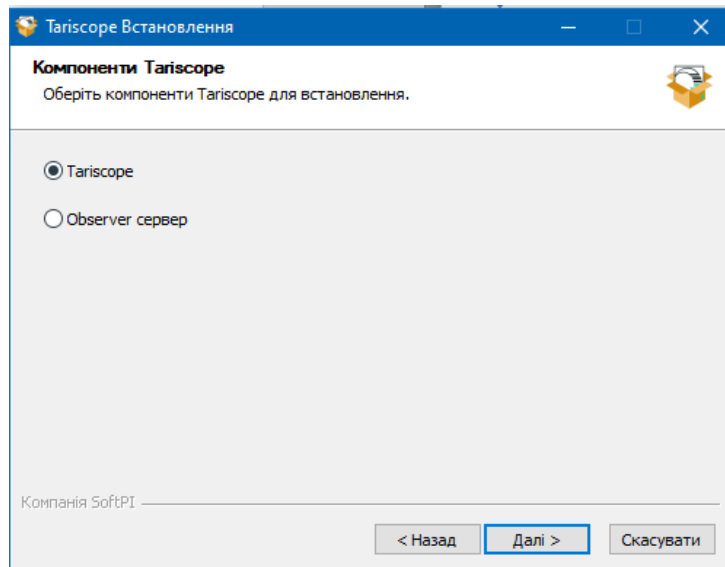 Tariscope Встановлення
Компоненти Tariscope
Оберіть компоненти Tariscope для встановлення.
Tariscope
Observer сервер
Компанія SoftPI
< Назад
Далі >
Скасувати